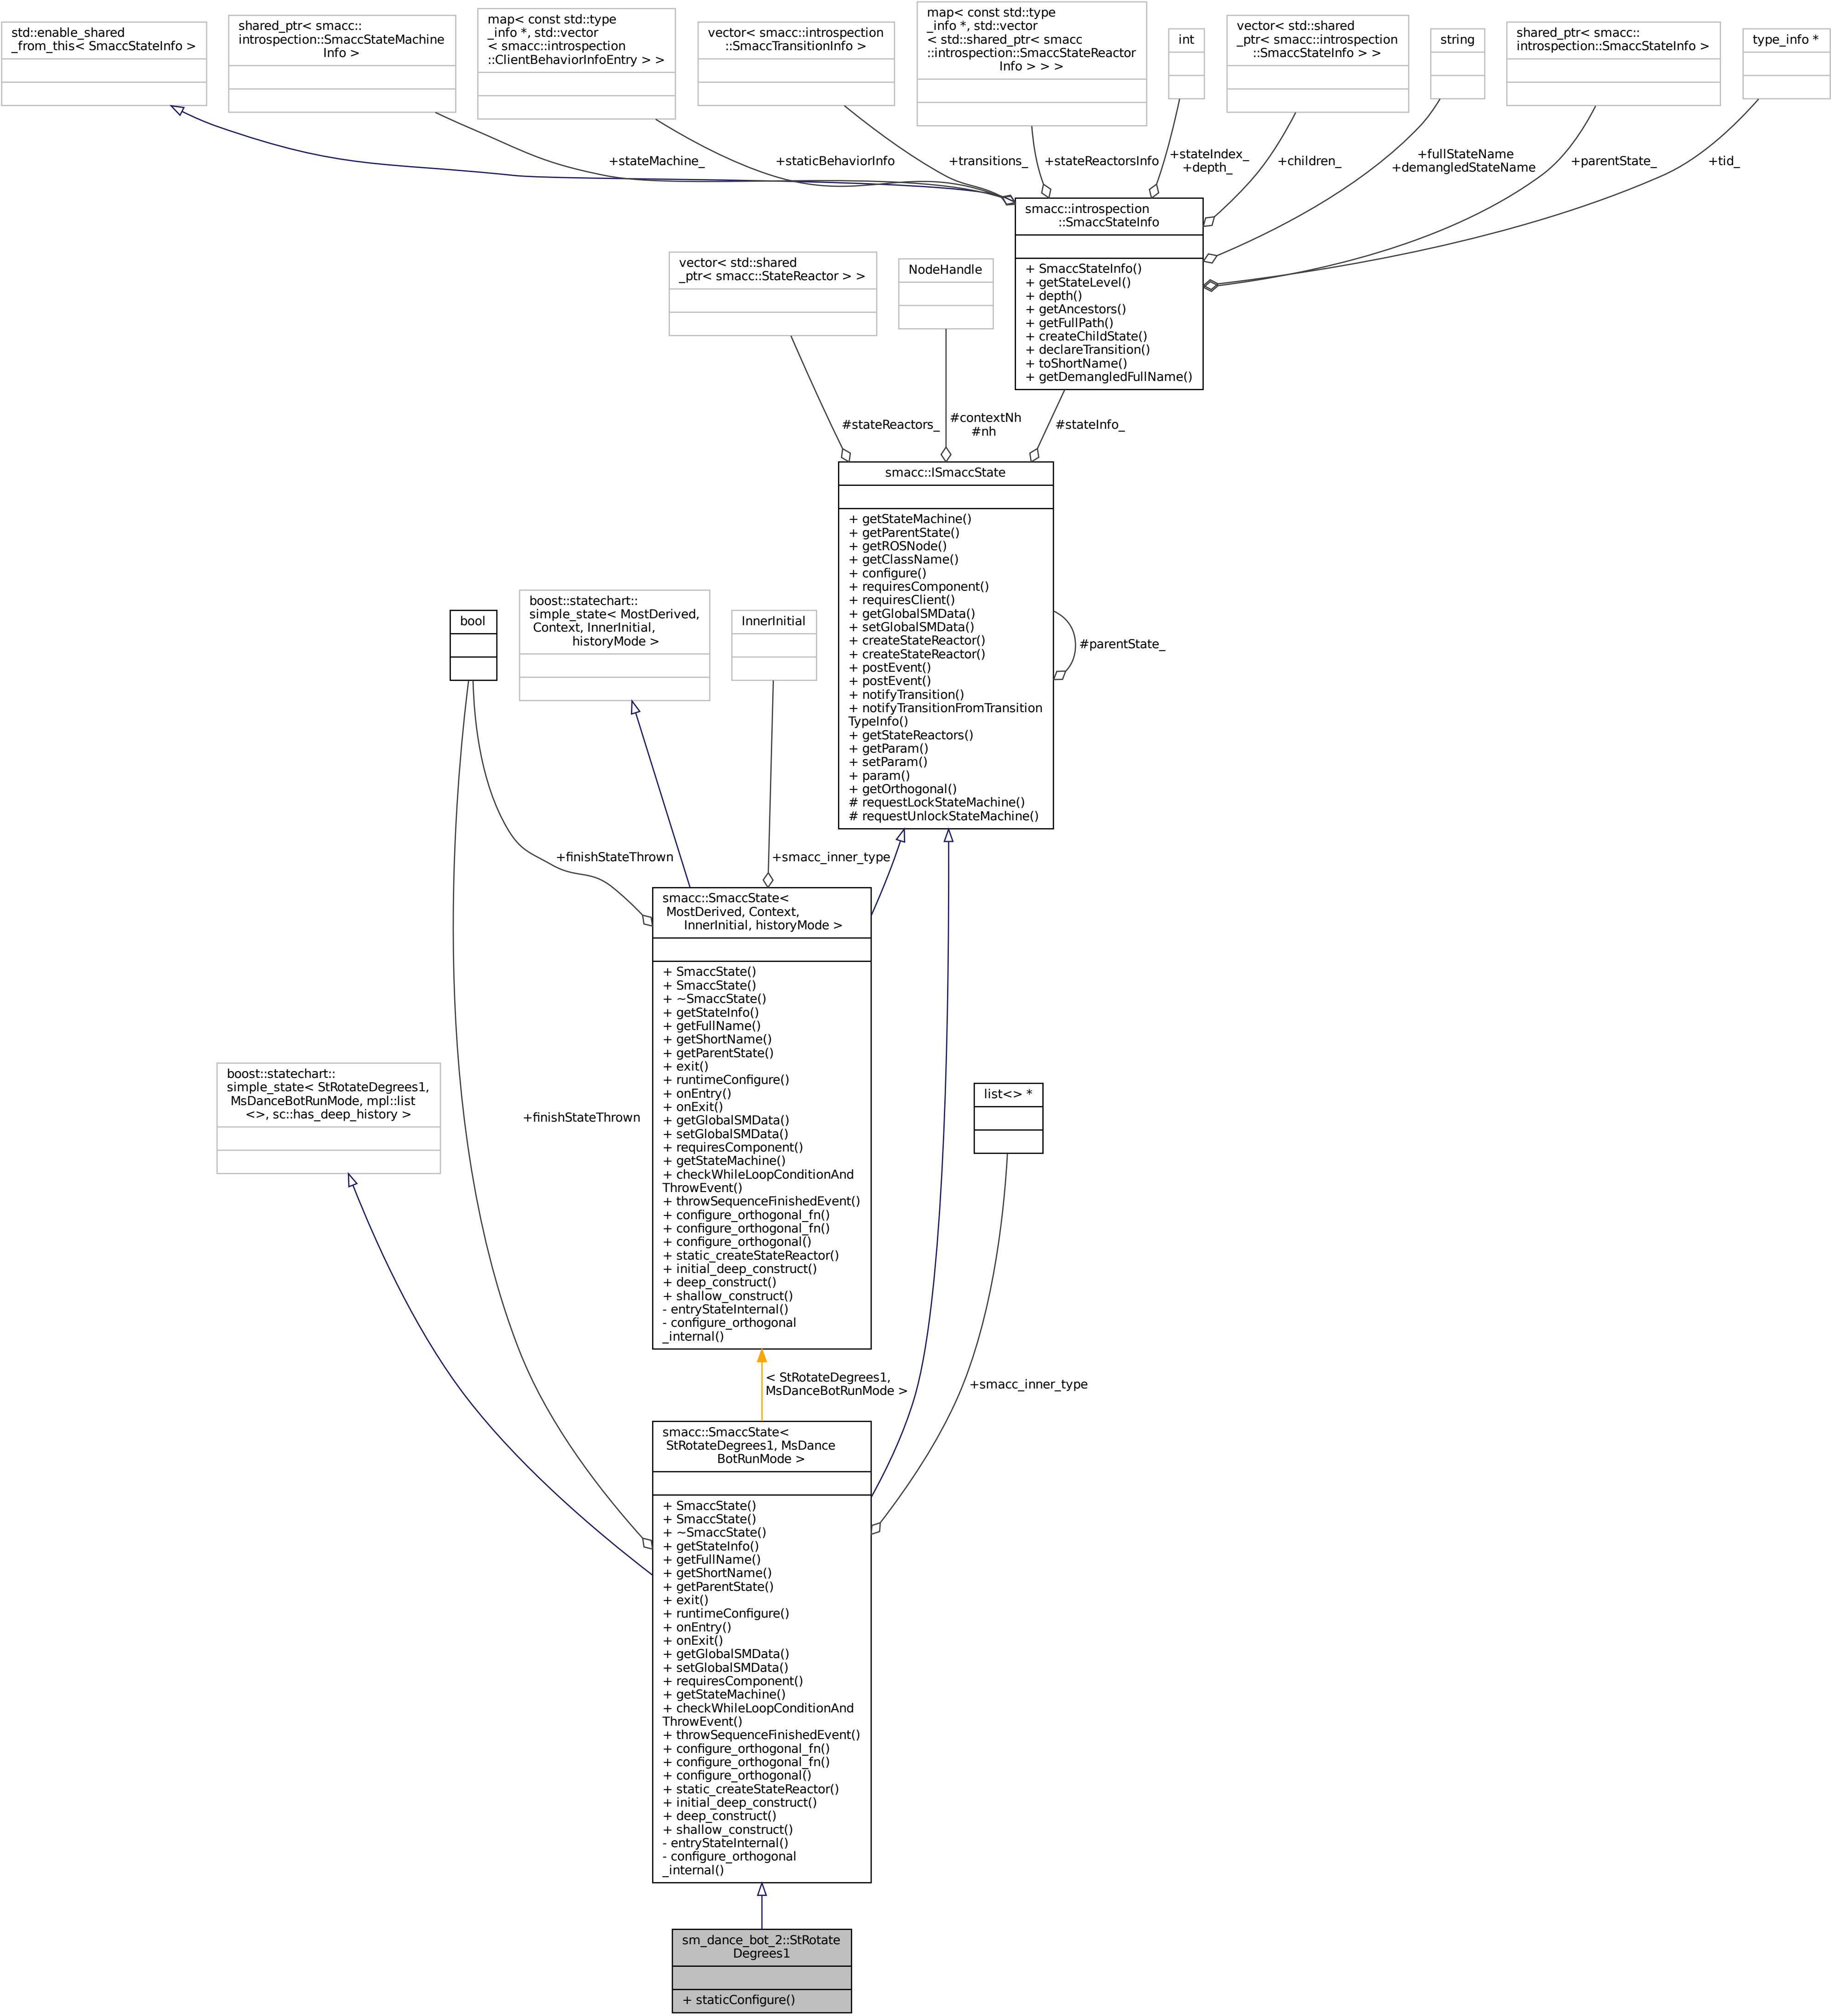 std::enable_shared
_from_this< SmaccStateInfo >
shared_ptr< smacc::
introspection::SmaccStateMachine
Info >
map< const std::type
_info *, std::vector
< smacc::introspection
::ClientBehaviorInfoEntry > >
vector< smacc::introspection
::SmaccTransitionInfo >
map< const std::type
_info *, std::vector
< std::shared_ptr< smacc
::introspection::SmaccStateReactor
Info > > >
int
vector< std::shared
_ptr< smacc::introspection
::SmaccStateInfo > >
string
shared_ptr< smacc::
introspection::SmaccStateInfo >
type_info *
+stateMachine_
+staticBehaviorInfo
+transitions_
+stateReactorsInfo
+stateIndex_
+depth_
+children_
+fullStateName
+demangledStateName
+parentState_
+tid_
smacc::introspection
::SmaccStateInfo
+ SmaccStateInfo()
+ getStateLevel()
+ depth()
+ getAncestors()
+ getFullPath()
+ createChildState()
+ declareTransition()
+ toShortName()
+ getDemangledFullName()
vector< std::shared
_ptr< smacc::StateReactor > >
NodeHandle
#stateReactors_
#contextNh
#nh
#stateInfo_
smacc::ISmaccState
+ getStateMachine()
+ getParentState()
+ getROSNode()
+ getClassName()
+ configure()
+ requiresComponent()
+ requiresClient()
+ getGlobalSMData()
+ setGlobalSMData()
+ createStateReactor()
+ createStateReactor()
+ postEvent()
+ postEvent()
+ notifyTransition()
+ notifyTransitionFromTransition
TypeInfo()
+ getStateReactors()
+ getParam()
+ setParam()
+ param()
+ getOrthogonal()
# requestLockStateMachine()
# requestUnlockStateMachine()
#parentState_
bool
boost::statechart::
simple_state< MostDerived,
Context, InnerInitial,
historyMode >
InnerInitial
+finishStateThrown
+smacc_inner_type
smacc::SmaccState<
MostDerived, Context,
InnerInitial, historyMode >
+ SmaccState()
+ SmaccState()
+ ~SmaccState()
+ getStateInfo()
+ getFullName()
+ getShortName()
+ getParentState()
+ exit()
+ runtimeConfigure()
+ onEntry()
+ onExit()
+ getGlobalSMData()
+ setGlobalSMData()
+ requiresComponent()
+ getStateMachine()
+ checkWhileLoopConditionAnd
ThrowEvent()
+ throwSequenceFinishedEvent()
+ configure_orthogonal_fn()
+ configure_orthogonal_fn()
+ configure_orthogonal()
+ static_createStateReactor()
+ initial_deep_construct()
+ deep_construct()
+ shallow_construct()
- entryStateInternal()
- configure_orthogonal
_internal()
boost::statechart::
simple_state< StRotateDegrees1,
MsDanceBotRunMode, mpl::list
<>, sc::has_deep_history >
+finishStateThrown
list<> *
< StRotateDegrees1,
MsDanceBotRunMode >
+smacc_inner_type
smacc::SmaccState<
StRotateDegrees1, MsDance
BotRunMode >
+ SmaccState()
+ SmaccState()
+ ~SmaccState()
+ getStateInfo()
+ getFullName()
+ getShortName()
+ getParentState()
+ exit()
+ runtimeConfigure()
+ onEntry()
+ onExit()
+ getGlobalSMData()
+ setGlobalSMData()
+ requiresComponent()
+ getStateMachine()
+ checkWhileLoopConditionAnd
ThrowEvent()
+ throwSequenceFinishedEvent()
+ configure_orthogonal_fn()
+ configure_orthogonal_fn()
+ configure_orthogonal()
+ static_createStateReactor()
+ initial_deep_construct()
+ deep_construct()
+ shallow_construct()
- entryStateInternal()
- configure_orthogonal
_internal()
sm_dance_bot_2::StRotate
Degrees1
+ staticConfigure()